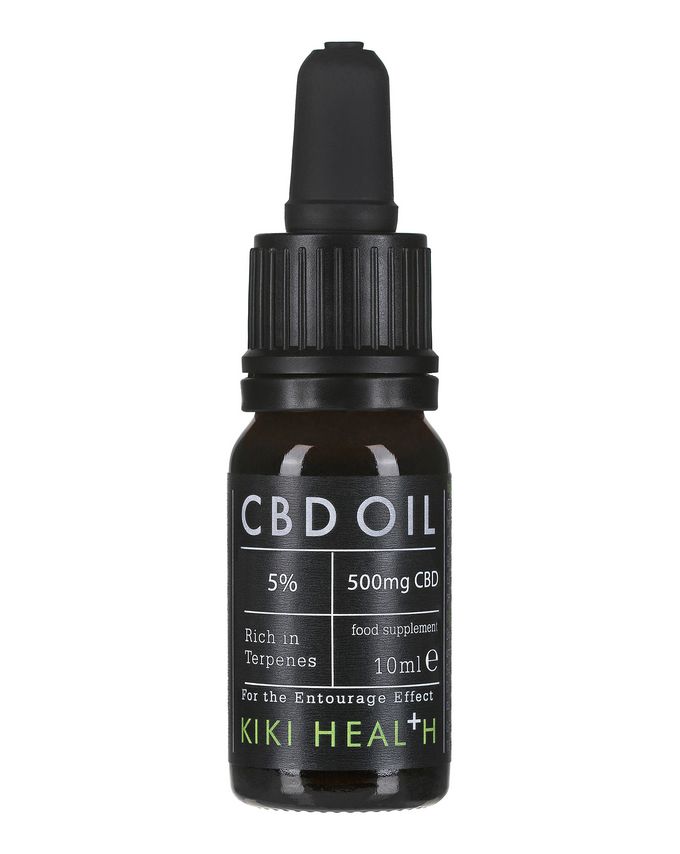 CBD OIL
5%
500mg CBD
Rich in
Terpenes
food supplement
10ml ℮
For the Entourage Effect
KIKI HEAL+H